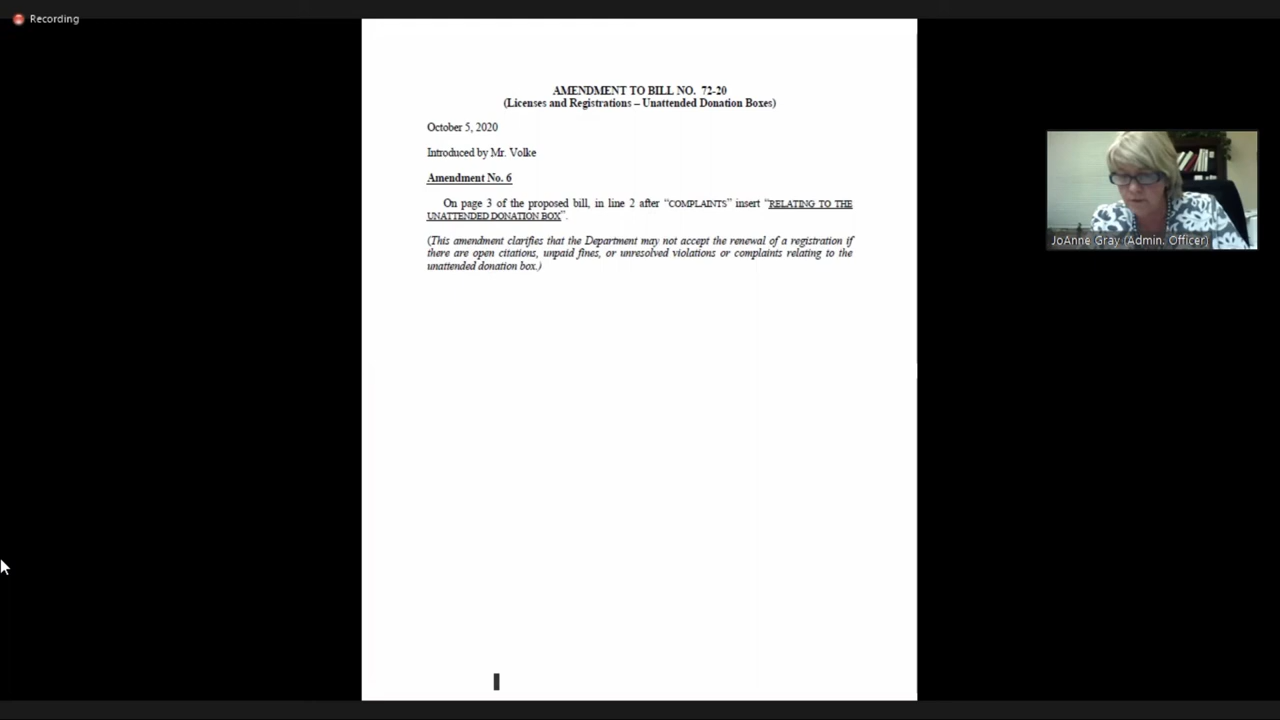 Recording
AMENDMENT TO BILL NO. 72-20
(Licenses and Registrations – Unattended Donation Boxes)
October 5, 2020
Introduced by Mr. Volke
Amendment No. 6
On page 3 of the proposed bill, in line 2 after “COMPLAINTS” insert “RELATING TO THE
UNATTENDED DONATION BOX”.
(This amendment clarifies that the Department may not accept the renewal of a registration if
there are open citations, unpaid fines, or unresolved violations or complaints relating to the
unattended donation box.)
JoAnne Gray (Admin. Officer)